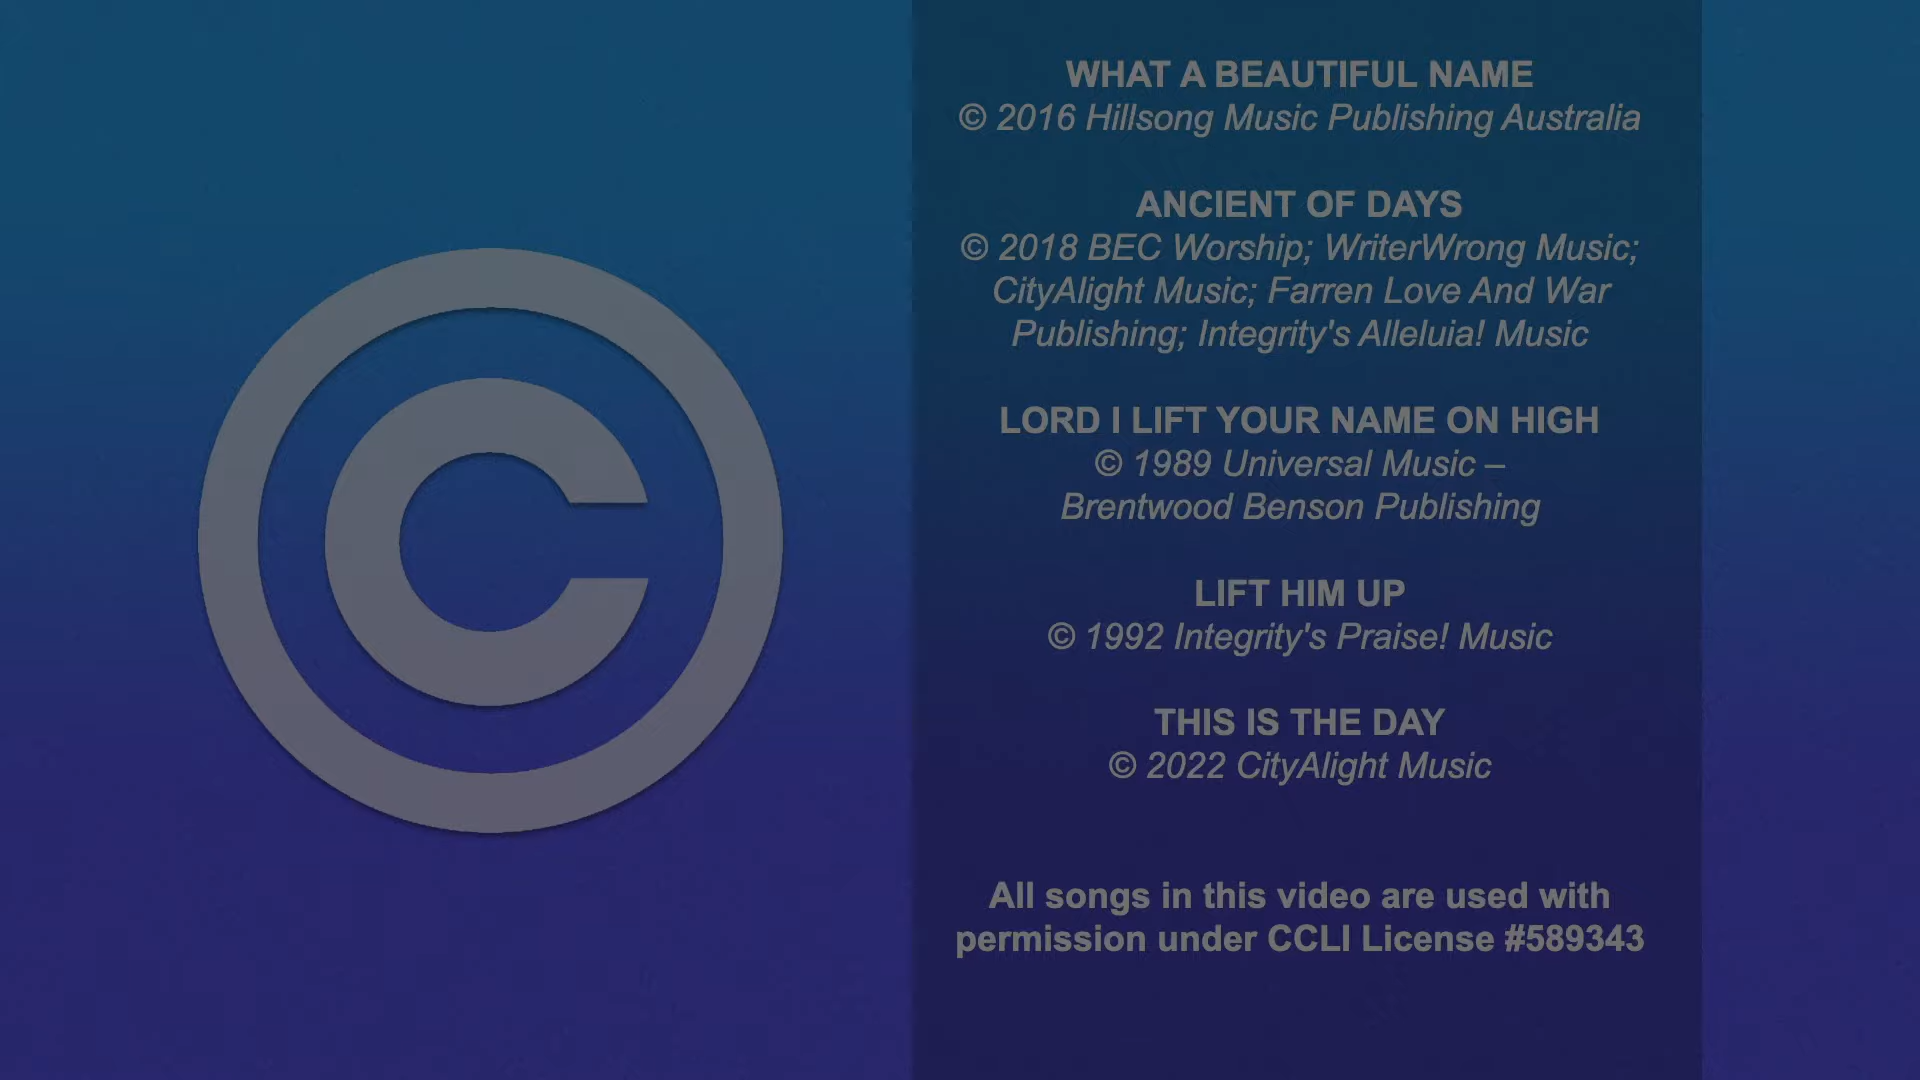 WHAT A BEAUTIFUL NAME
© 2016 Hillsong Music Publishing Australia
ANCIENT OF DAYS
© 2018 BEC Worship; WriterWrong Music;
CityAlight Music; Farren Love And War
Publishing; Integrity's Alleluia! Music
LORD I LIFT YOUR NAME ON HIGH
© 1989 Universal Music –
Brentwood Benson Publishing
LIFT HIM UP
© 1992 Integrity's Praise! Music
THIS IS THE DAY
© 2022 CityAlight Music
All songs in this video are used with
permission under CCLI License #589343